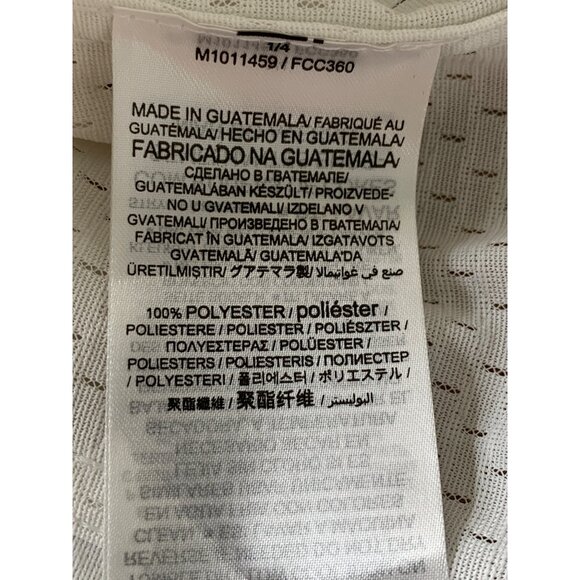 1/4
M1011459 / FCC360
MADE IN GUATEMALA/ FABRIQUÉ AU
GUATÉMALA/ HECHO EN GUATEMALA/
FABRICADO NA GUATEMALA/
СДЕЛАНО В ГВАТЕМАЛЕ/
GUATEMALÁBAN KÉSZÜLT/ PROIZVEDE-
NO U GVATEMALI/ IZDELANO V
GVATEMALI/ ПРОИЗВЕДЕНО В ГВАТЕМАЛА/
FABRICAT ÎN GUATEMALA/ IZGATAVOTS
GVATEMALĀ/ GUATEMALA'DA
ÜRETILMIŞTIR/ グアテマラ製/ صنع في غواتيمالا
100% POLYESTER / poliéster /
POLIESTERE / POLIESTER / POLIÉSZTER /
ΠΟΛΥΕΣΤΕΡΑΣ / POLÜESTER /
POLIESTERS / POLIESTERIS / ПОЛИЕСТЕР
/ POLYESTERI / 폴리에스터 / ポリエステル /
聚酯纖維 / 聚酯纤维 / البوليستر